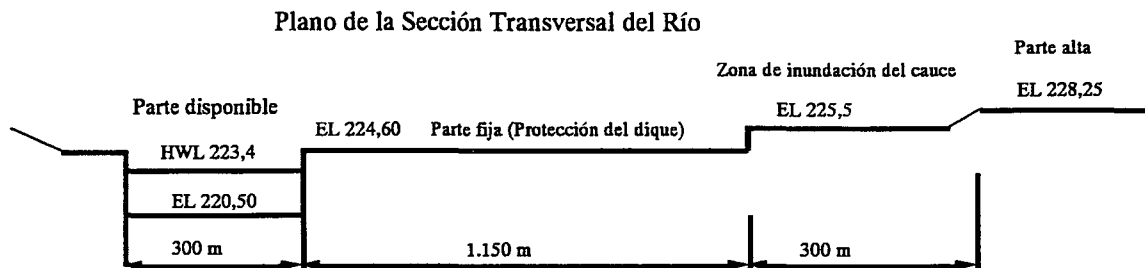 Plano de la Sección Transversal del Río
Parte alta
Zona de inundación del cauce
EL 228,25
Parte disponible
EL 225,5
EL 224,60
Parte fija (Protección del dique)
HWL 223,4
EL 220,50
300 m
1.150 m
300 m